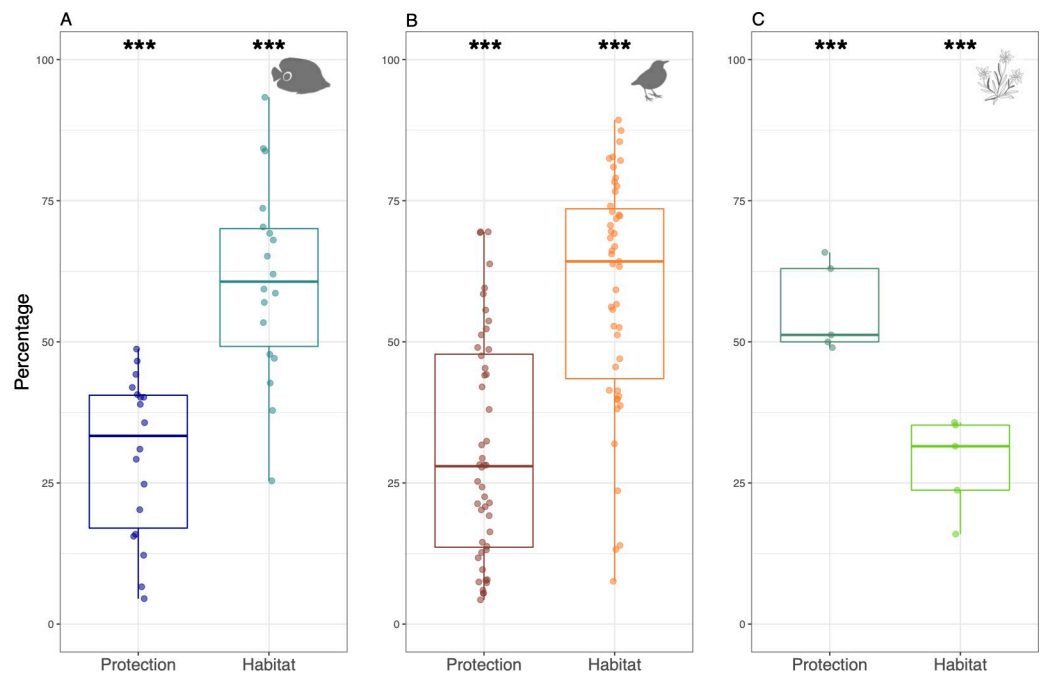 A B C
*** *** *** *** *** ***
100 100 100
75 75 75
Percentage
50 50 50
25 25 25
0 0 0
Protection Habitat Protection Habitat Protection Habitat